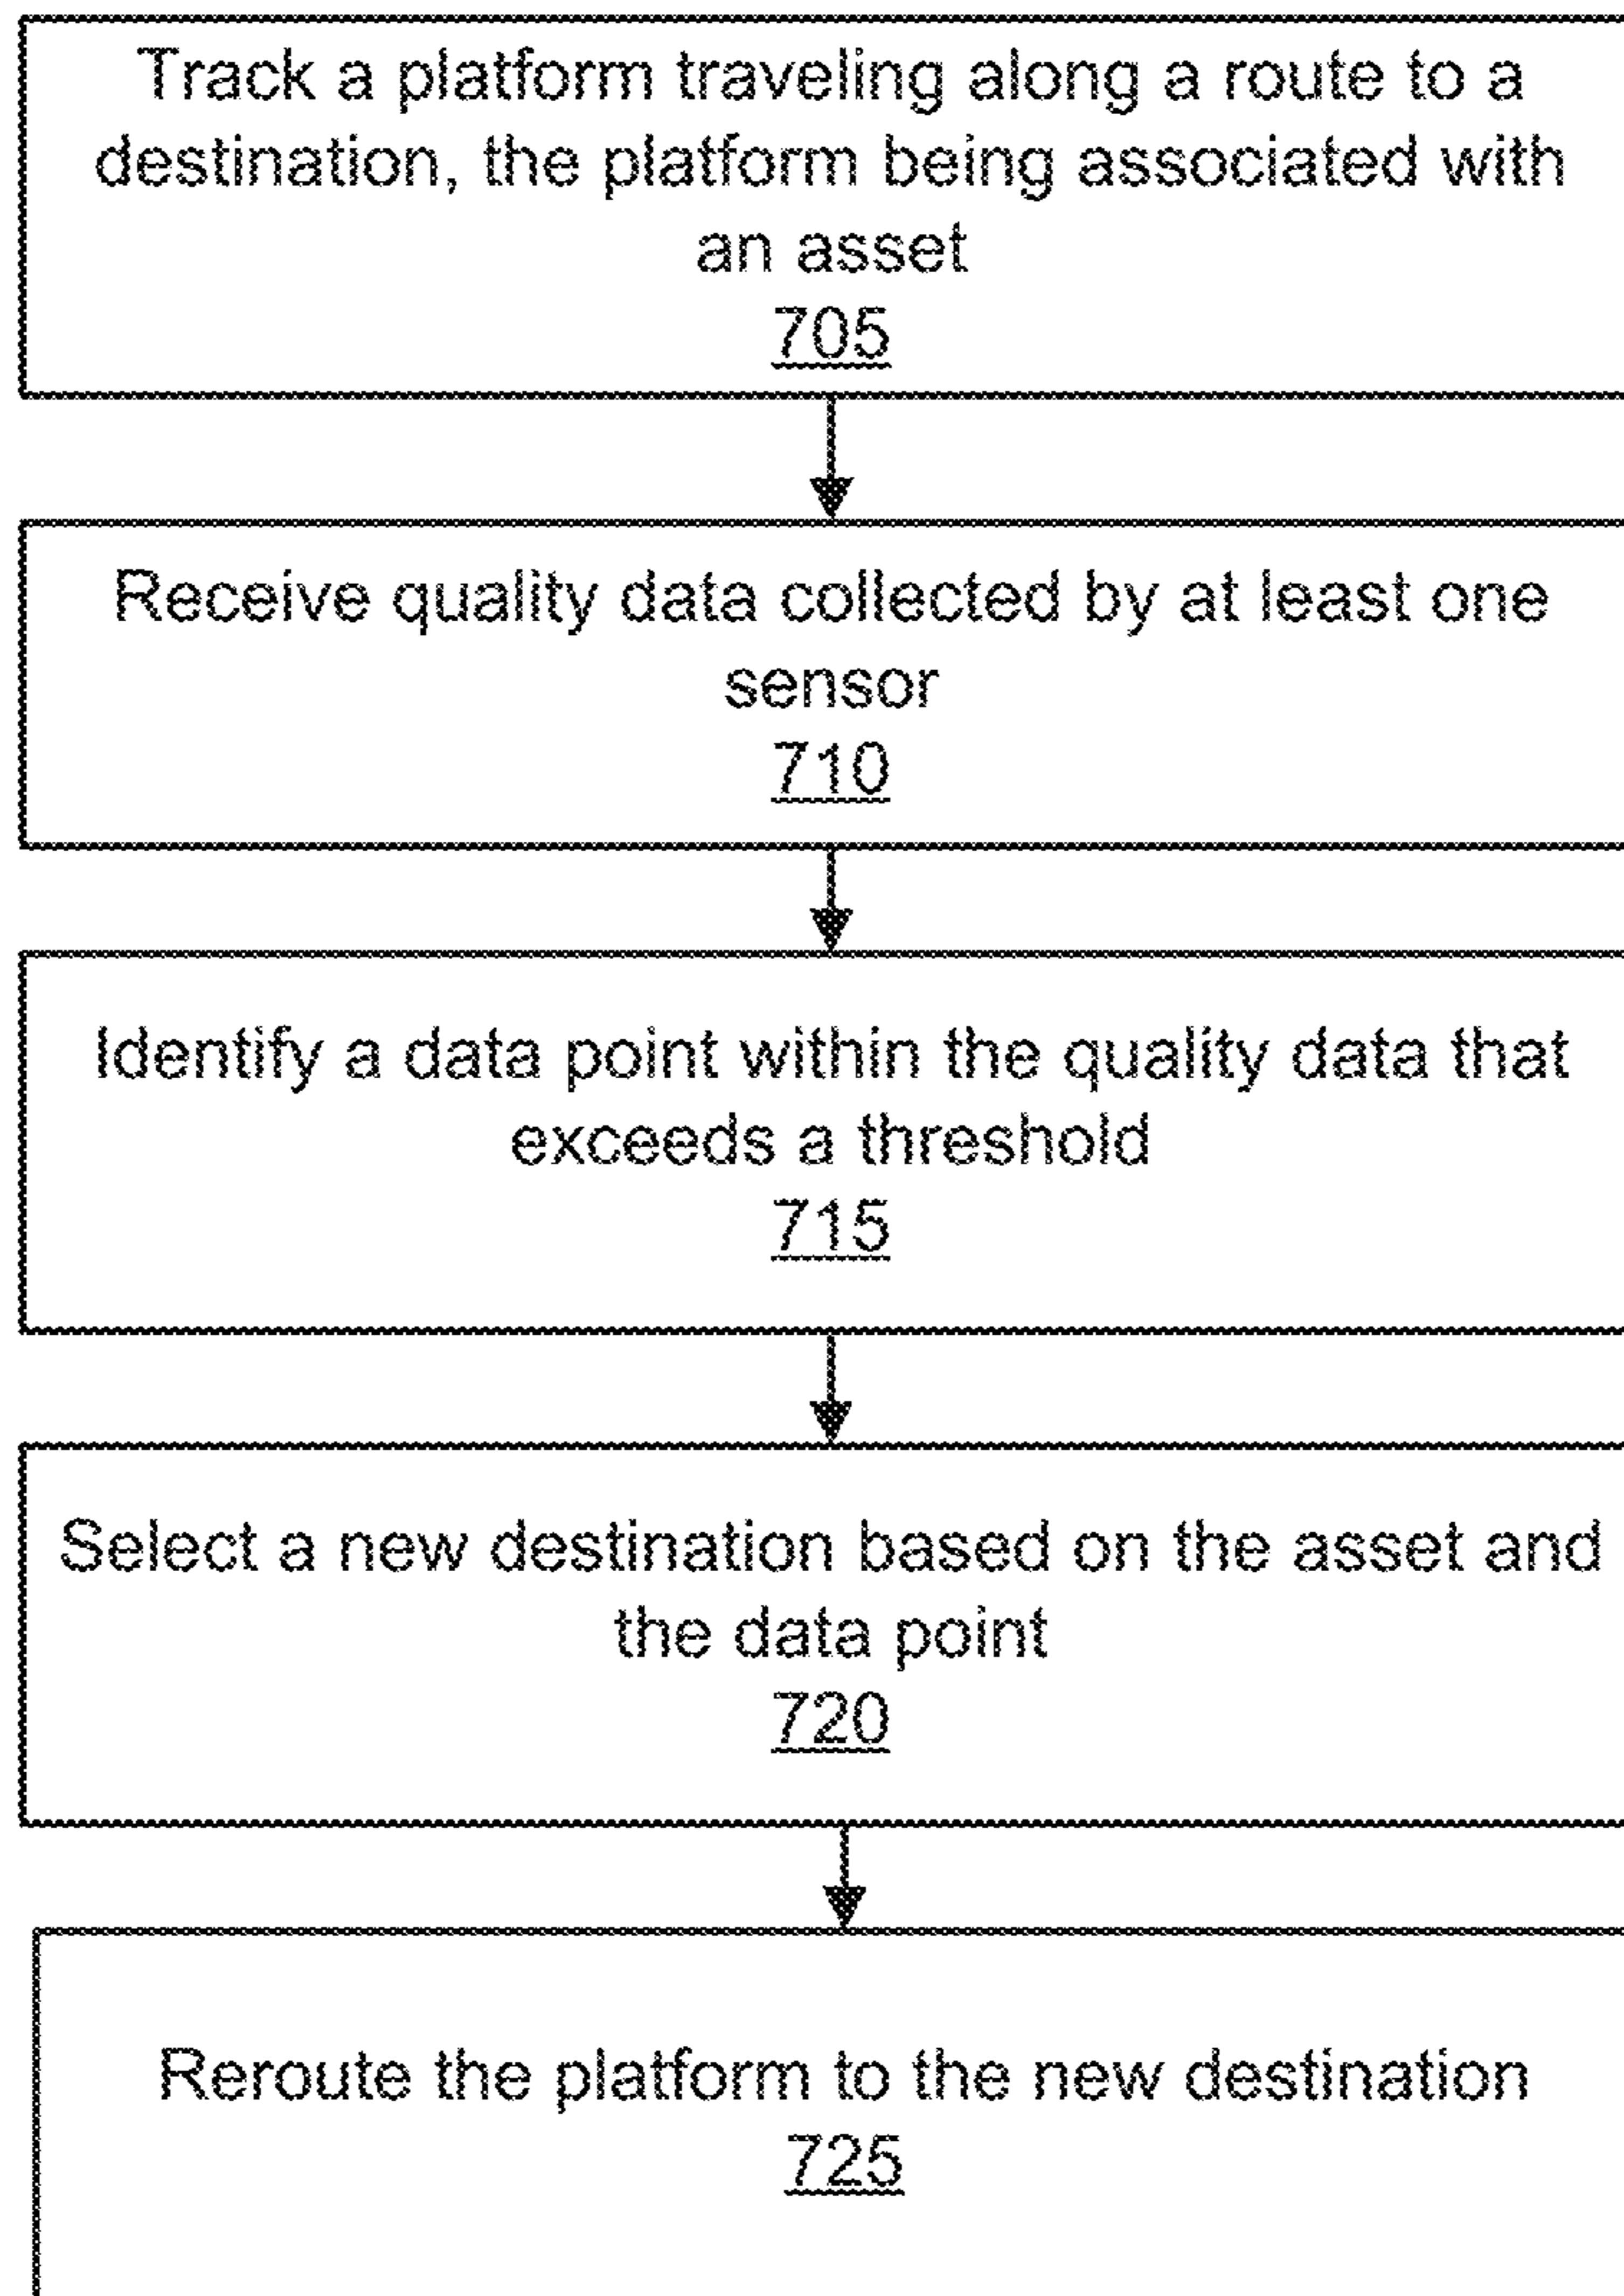 Track a platform traveling along a route to a
destination, the platform being associated with
an asset
705
Receive quality data collected by at least one
sensor
710
Identify a data point within the quality data that
exceeds a threshold
715
Select a new destination based on the asset and
the data point
720
Reroute the platform to the new destination
725